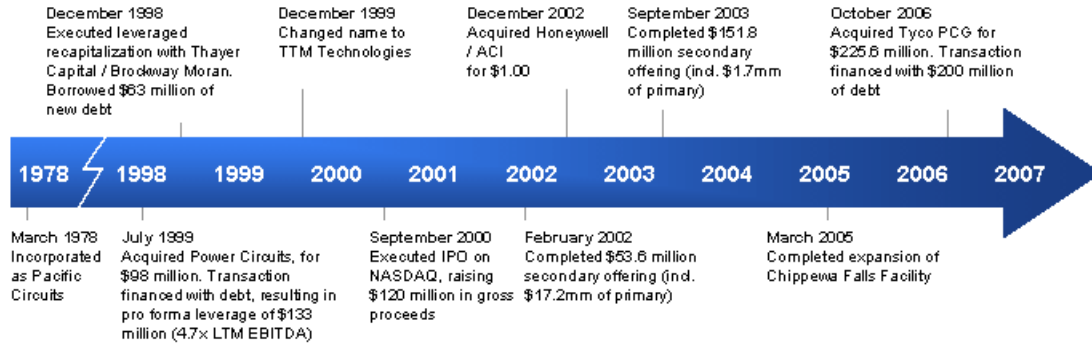 December 1998
Executed leveraged
recapitalization with Thayer
Capital / Brockway Moran.
Borrowed $63 million of
new debt
December 1999
Changed name to
TTM Technologies
December 2002
Acquired Honeywell
/ ACI
for $1.00
September 2003
Completed $151.8
million secondary
offering (incl. $1.7mm
of primary)
October 2006
Acquired Tyco PCG for
$225.6 million. Transaction
financed with $200 million
of debt
1978 1998 1999 2000 2001 2002 2003 2004 2005 2006 2007
March 1978
Incorporated
as Pacific
Circuits
July 1999
Acquired Power Circuits, for
$98 million. Transaction
financed with debt, resulting in
pro forma leverage of $133
million (4.7x LTM EBITDA)
September 2000
Executed IPO on
NASDAQ, raising
$120 million in gross
proceeds
February 2002
Completed $53.6 million
secondary offering (incl.
$17.2mm of primary)
March 2005
Completed expansion of
Chippewa Falls Facility